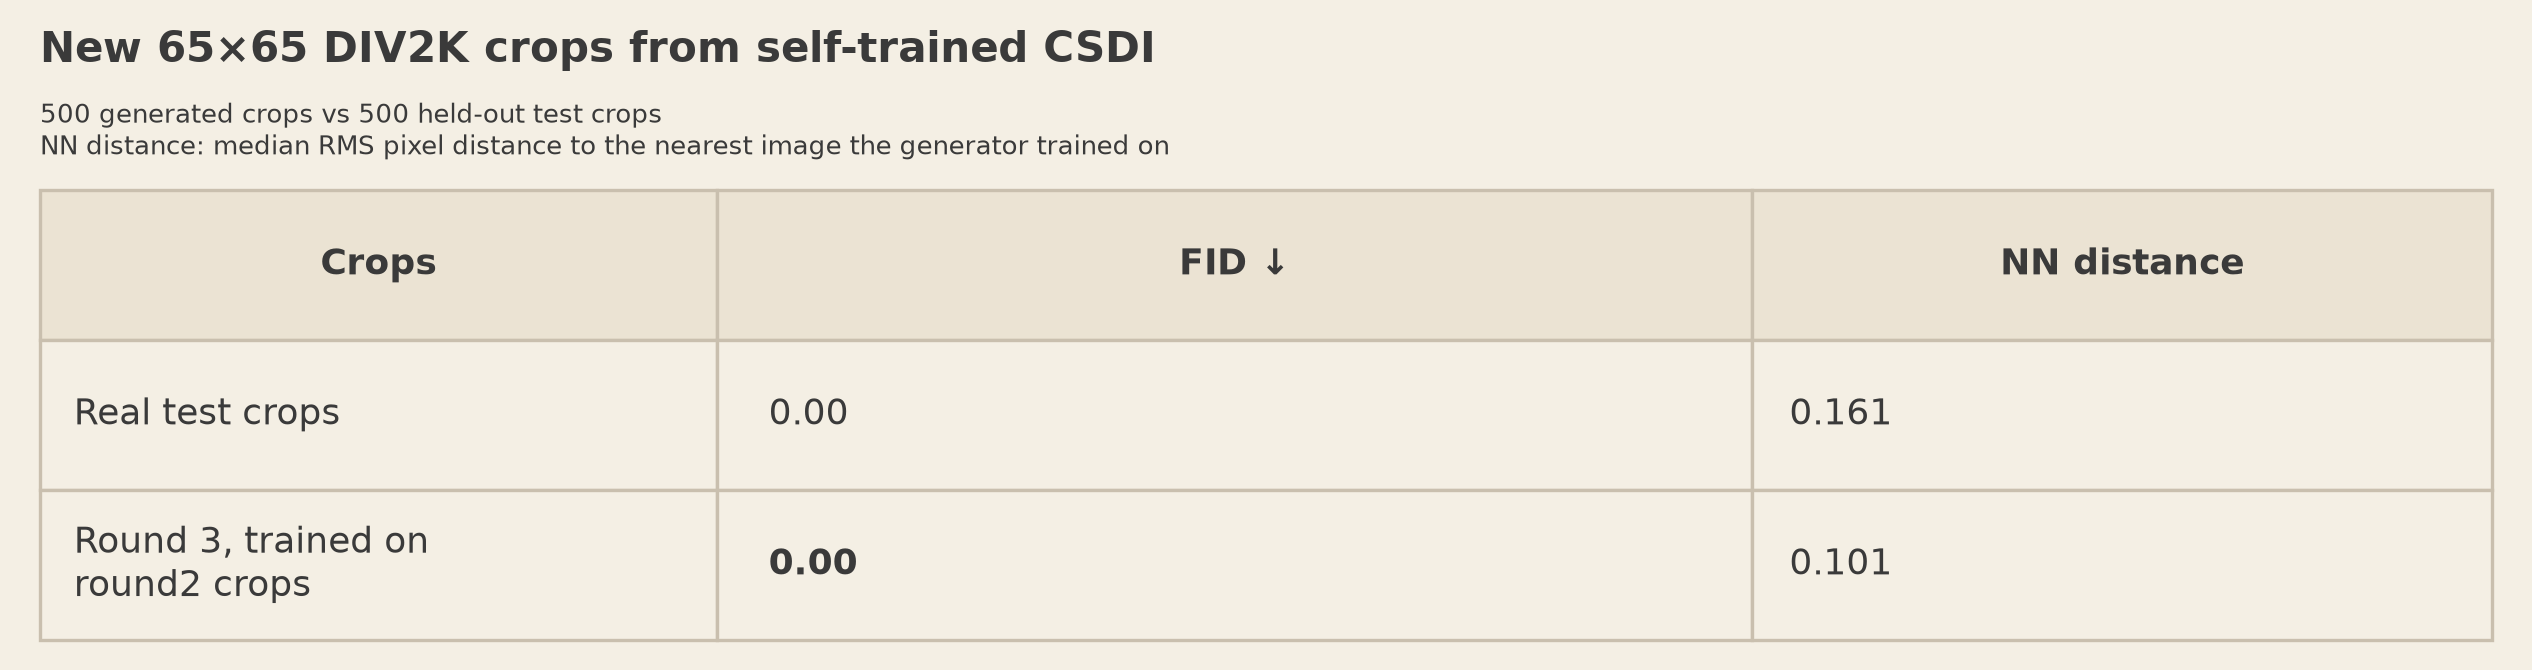 New 65×65 DIV2K crops from self-trained CSDI
500 generated crops vs 500 held-out test crops
NN distance: median RMS pixel distance to the nearest image the generator trained on
Crops
FID ↓
NN distance
Real test crops
0.00
0.161
Round 3, trained on
round2 crops
0.00
0.101